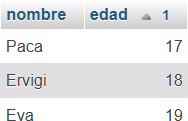 nombre edad 1
Paca 17
Ervigi 18
Eva 19